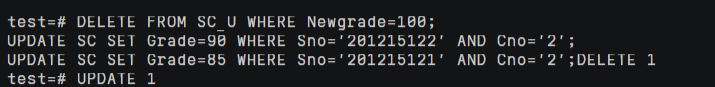 test=# DELETE FROM SC_U WHERE Newgrade=100;
UPDATE SC SET Grade=90 WHERE Sno='201215122' AND Cno='2';
UPDATE SC SET Grade=85 WHERE Sno='201215121' AND Cno='2';DELETE 1
test=# UPDATE 1